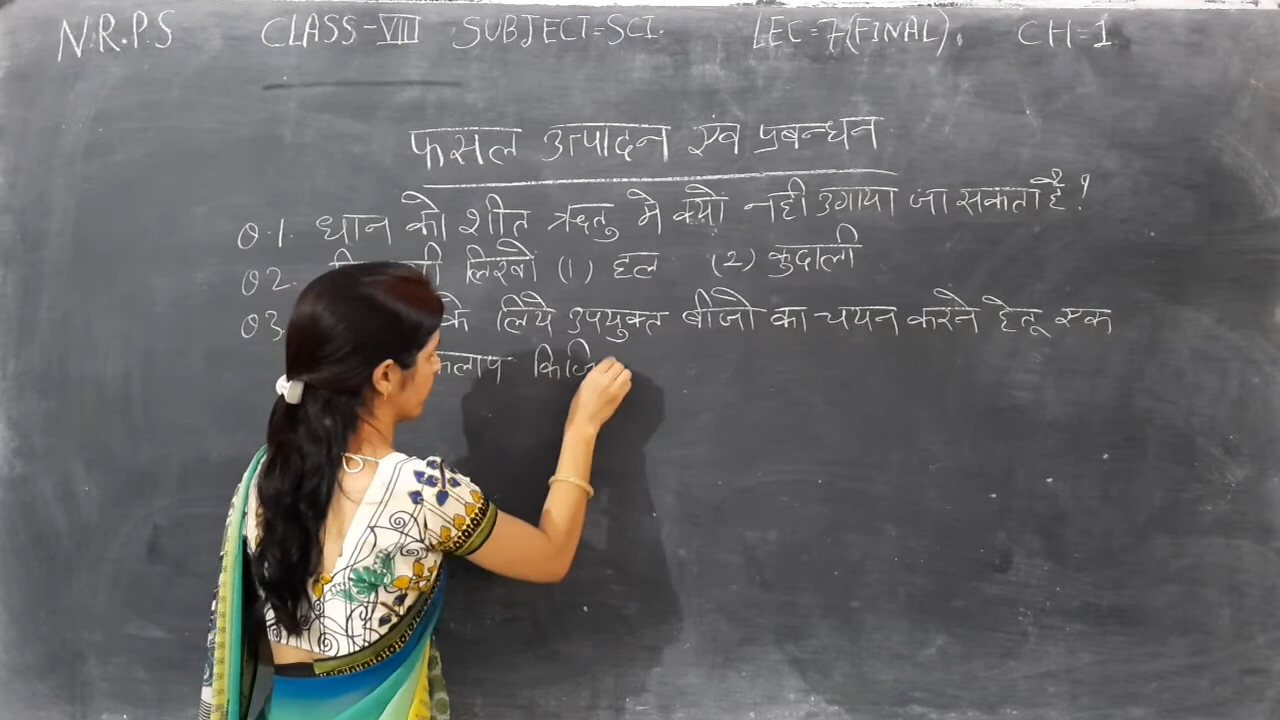 N.R.P.S CLASS-VIII SUBJECT=SCI. LEC=7(FINAL). CH=1
फसल उत्पादन एंव प्रबन्धन
Q.1. धान को शीत ऋतु मे क्यो नही उगाया जा सकता है?
Q2. लिखो (1) हल (2) कुदाली
Q3. के लिये उपयुक्त बीजो का चयन करने हेतू एक
कलाप किजि